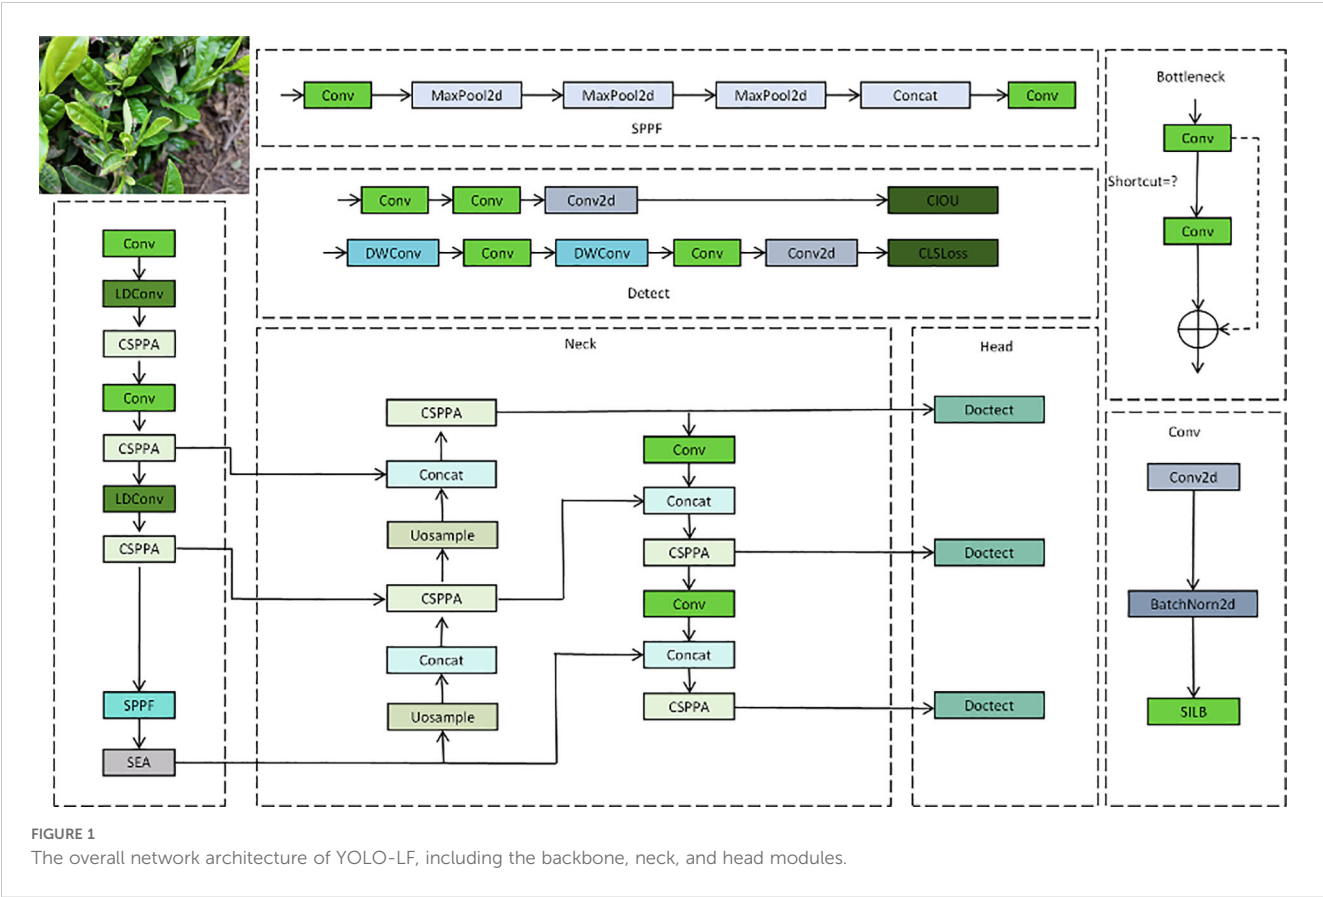 Conv
MaxPool2d
MaxPool2d
MaxPool2d
Concat
Conv
SPPF
Conv
Conv
Conv2d
CIOU
DWConv
Conv
DWConv
Conv
Conv2d
CLSLoss
Detect
Bottleneck
Conv
Shortcut=?
Conv
Conv
LDConv
CSPPA
Conv
CSPPA
LDConv
CSPPA
SPPF
SEA
Neck
CSPPA
Concat
Uosample
CSPPA
Concat
Uosample
Conv
Concat
CSPPA
Conv
Concat
CSPPA
Head
Doctect
Doctect
Doctect
Conv
Conv2d
BatchNorn2d
SILB
FIGURE 1
The overall network architecture of YOLO-LF, including the backbone, neck, and head modules.